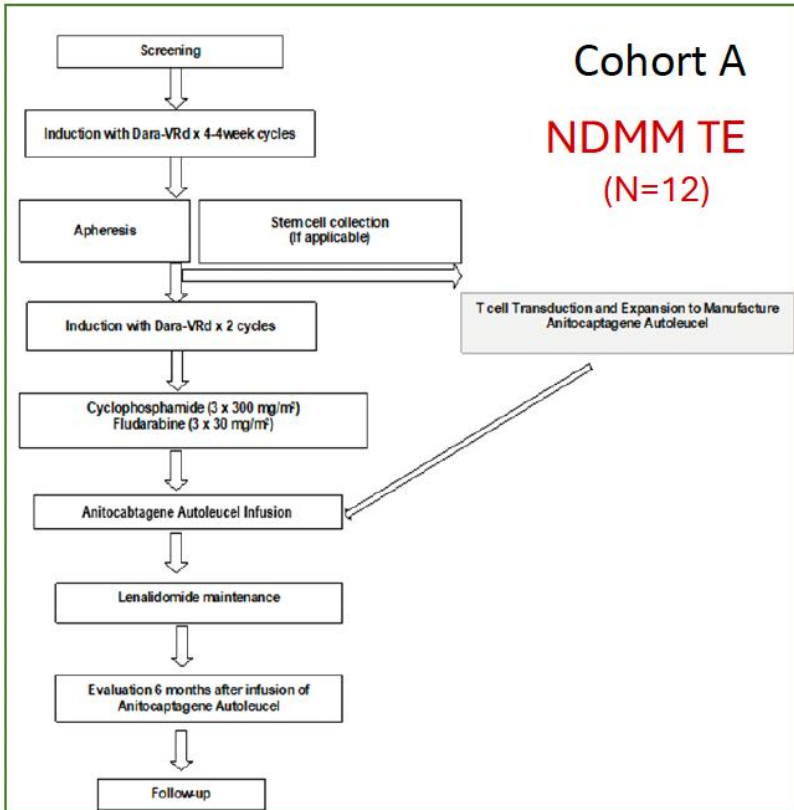 Screening
Cohort A
NDMM TE
(N=12)
Induction with Dara-VRd x 4-4week cycles
Apheresis
Stem cell collection
(If applicable)
T cell Transduction and Expansion to Manufacture
Anitocaptagene Autoleucel
Induction with Dara-VRd x 2 cycles
Cyclophosphamide (3 x 300 mg/m²)
Fludarabine (3 x 30 mg/m²)
Anitocabtagene Autoleucel Infusion
Lenalidomide maintenance
Evaluation 6 months after infusion of
Anitocaptagene Autoleucel
Follow-up